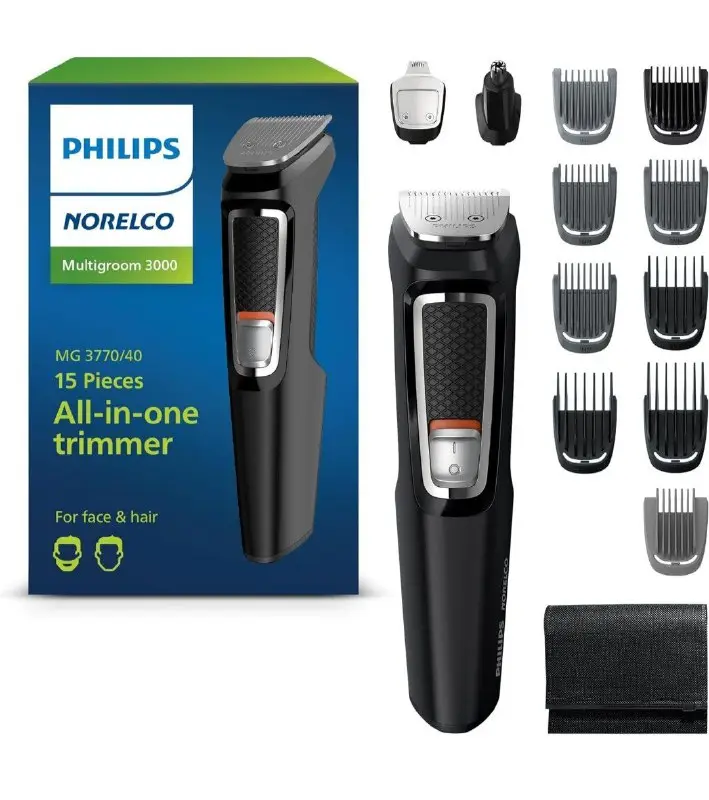 PHILIPS
NORELCO
Multigroom 3000
MG 3770/40
15 Pieces
All-in-one
trimmer
For face & hair
PHILIPS
PHILIPS NORELCO